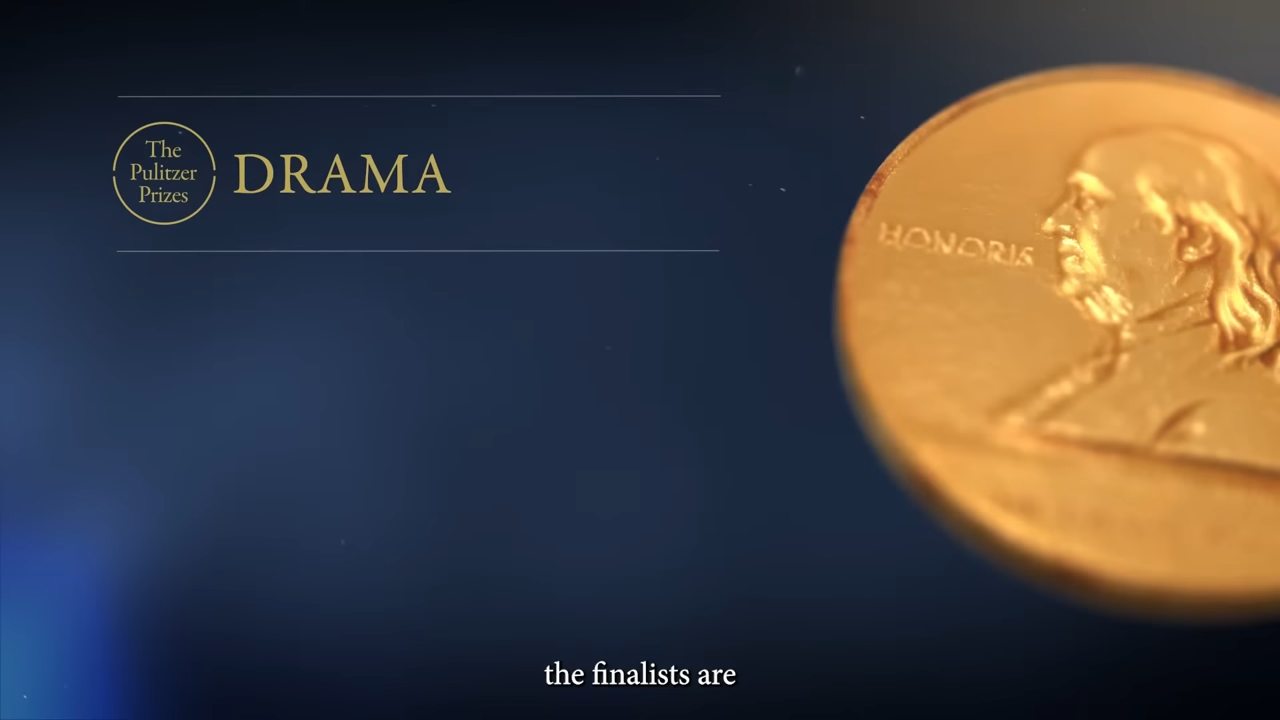 The
Pulitzer
Prizes
DRAMA
HONORIS
the finalists are